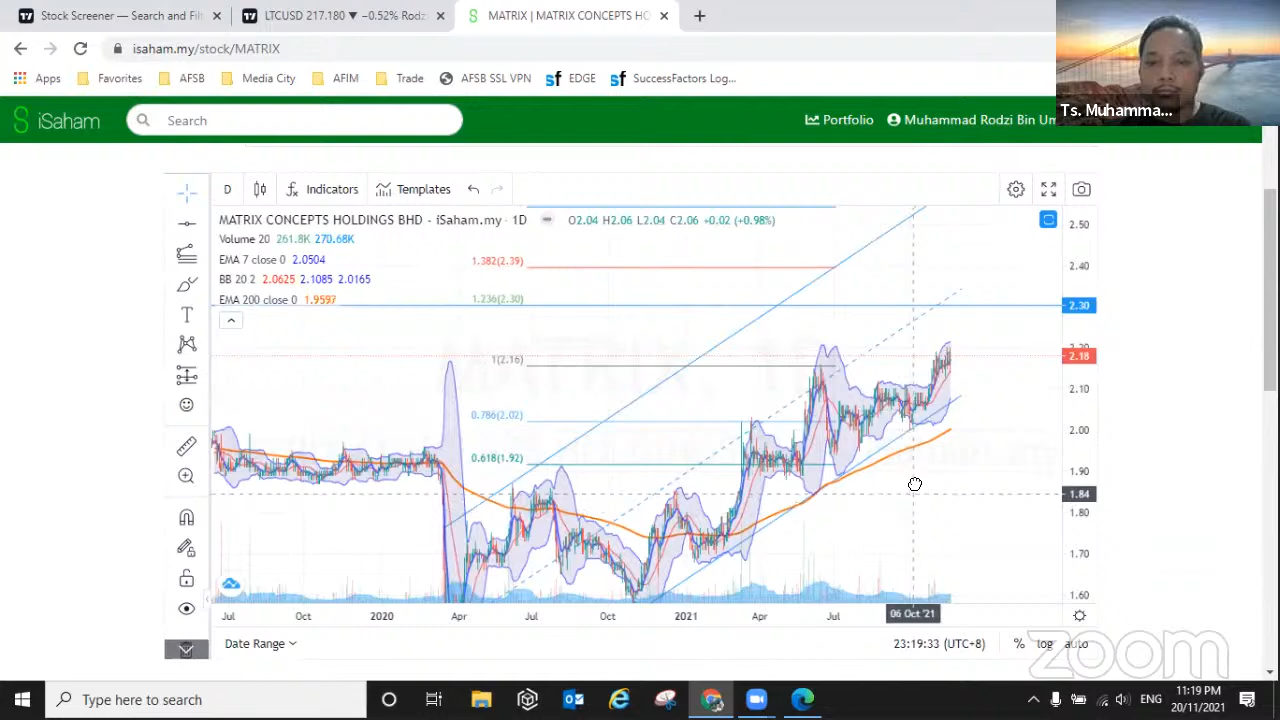 Stock Screener — Search and Filt
LTCUSD 217.180 ▼ −0.52% Rodz
MATRIX | MATRIX CONCEPTS HO
isaham.my/stock/MATRIX
Apps Favorites AFSB Media City AFIM Trade AFSB SSL VPN EDGE SuccessFactors Log...
Ts. Muhamma...
iSaham
Search
Portfolio
Muhammad Rodzi Bin Um
D
Indicators
Templates
MATRIX CONCEPTS HOLDINGS BHD - iSaham.my · 1D
O2.04 H2.06 L2.04 C2.06 +0.02 (+0.98%)
Volume 20 261.8K 270.68K
EMA 7 close 0 2.0504
BB 20 2 2.0625 2.1085 2.0165
EMA 200 close 0 1.9597
1.382(2.39)
1.236(2.30)
1(2.16)
0.786(2.02)
0.618(1.92)
2.50
2.40
2.30
2.20
2.18
2.10
2.00
1.90
1.84
1.80
1.70
1.60
Jul Oct 2020 Apr Jul Oct 2021 Apr Jul 06 Oct '21
Date Range
23:19:33 (UTC+8)
% log auto
zoom
Type here to search
ENG
11:19 PM
20/11/2021